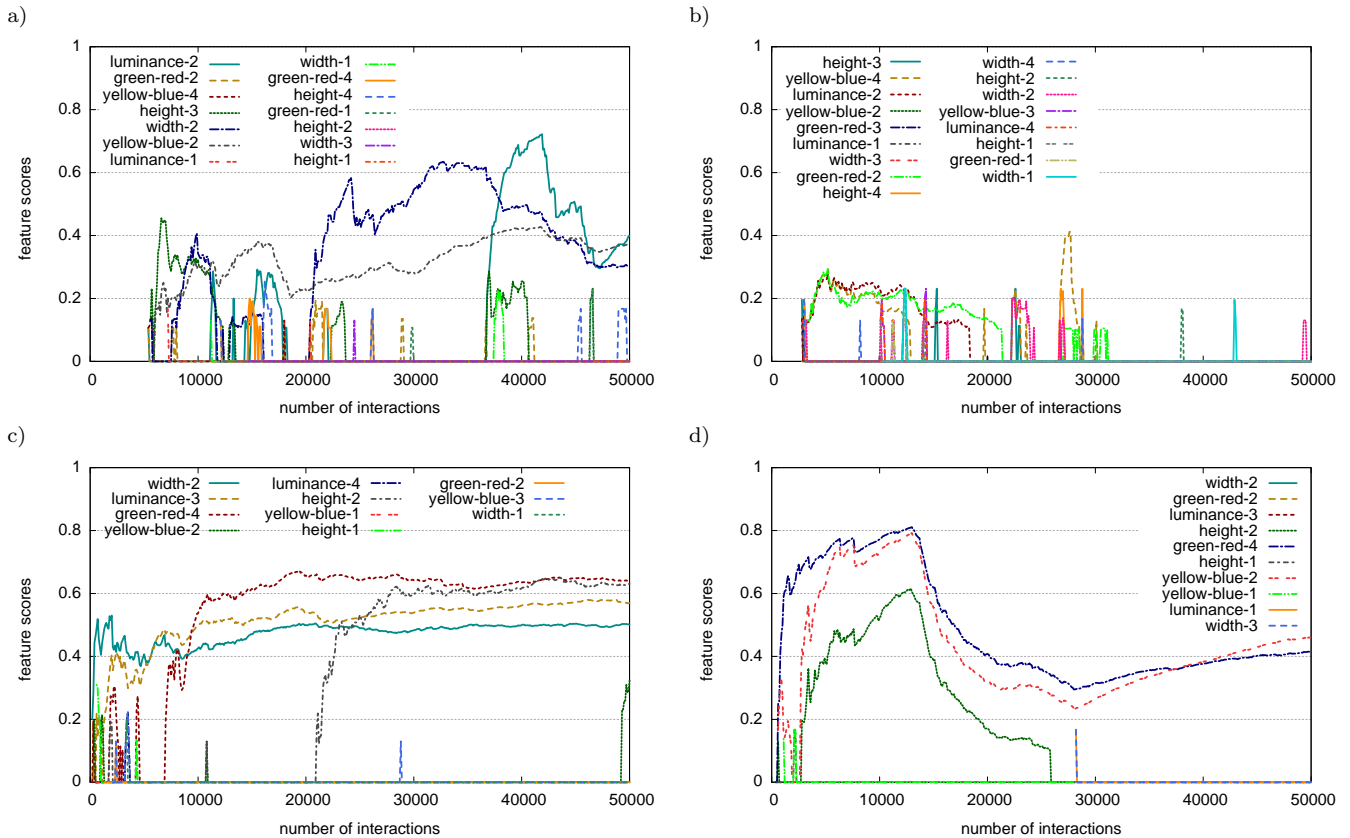 a)
1
0.8
0.6
0.4
0.2
0
feature scores
luminance-2
green-red-2
yellow-blue-4
height-3
width-2
yellow-blue-2
luminance-1
width-1
green-red-4
height-4
green-red-1
height-2
width-3
height-1
0 10000 20000 30000 40000 50000
number of interactions
b)
1
0.8
0.6
0.4
0.2
0
feature scores
height-3
yellow-blue-4
luminance-2
yellow-blue-2
green-red-3
luminance-1
width-3
green-red-2
height-4
width-4
height-2
width-2
yellow-blue-3
luminance-4
height-1
green-red-1
width-1
0 10000 20000 30000 40000 50000
number of interactions
c)
1
0.8
0.6
0.4
0.2
0
feature scores
width-2
luminance-3
green-red-4
yellow-blue-2
luminance-4
height-2
yellow-blue-1
height-1
green-red-2
yellow-blue-3
width-1
0 10000 20000 30000 40000 50000
number of interactions
d)
1
0.8
0.6
0.4
0.2
0
feature scores
width-2
green-red-2
luminance-3
height-2
green-red-4
height-1
yellow-blue-2
yellow-blue-1
luminance-1
width-3
0 10000 20000 30000 40000 50000
number of interactions